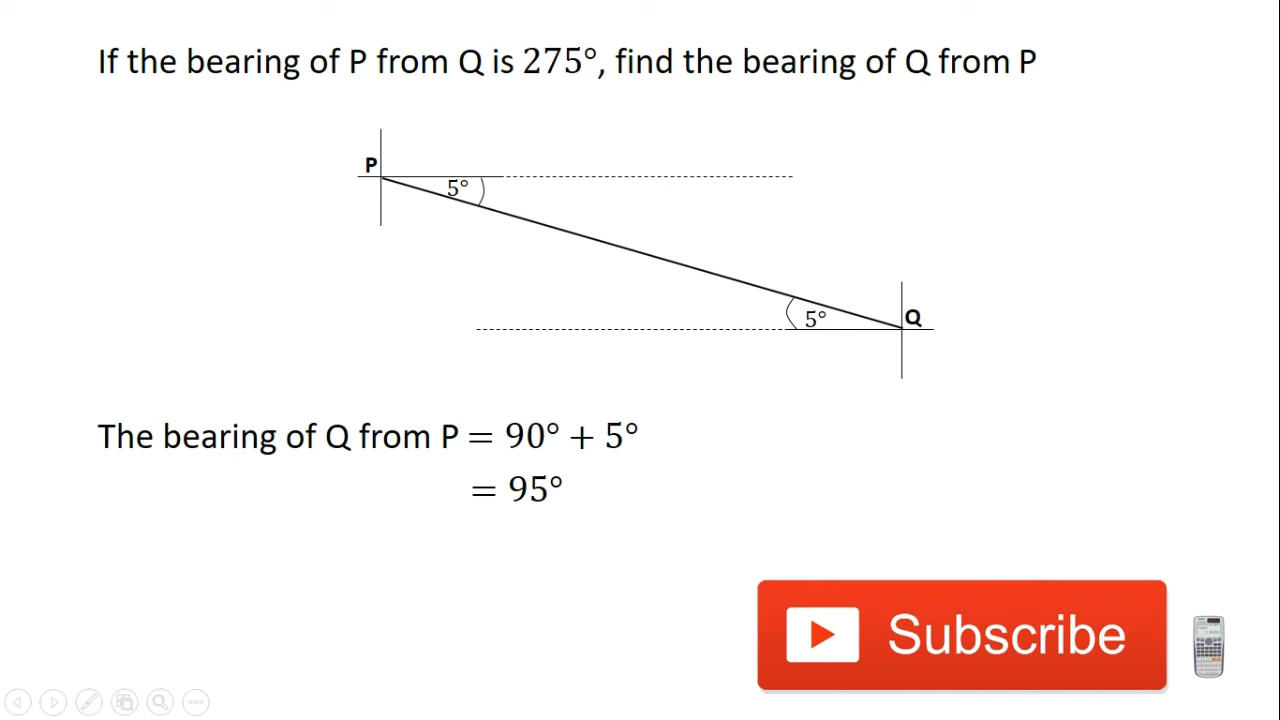 If the bearing of P from Q is 275°, find the bearing of Q from P
P
5°
5°
Q
The bearing of Q from P = 90° + 5°
= 95°
Subscribe